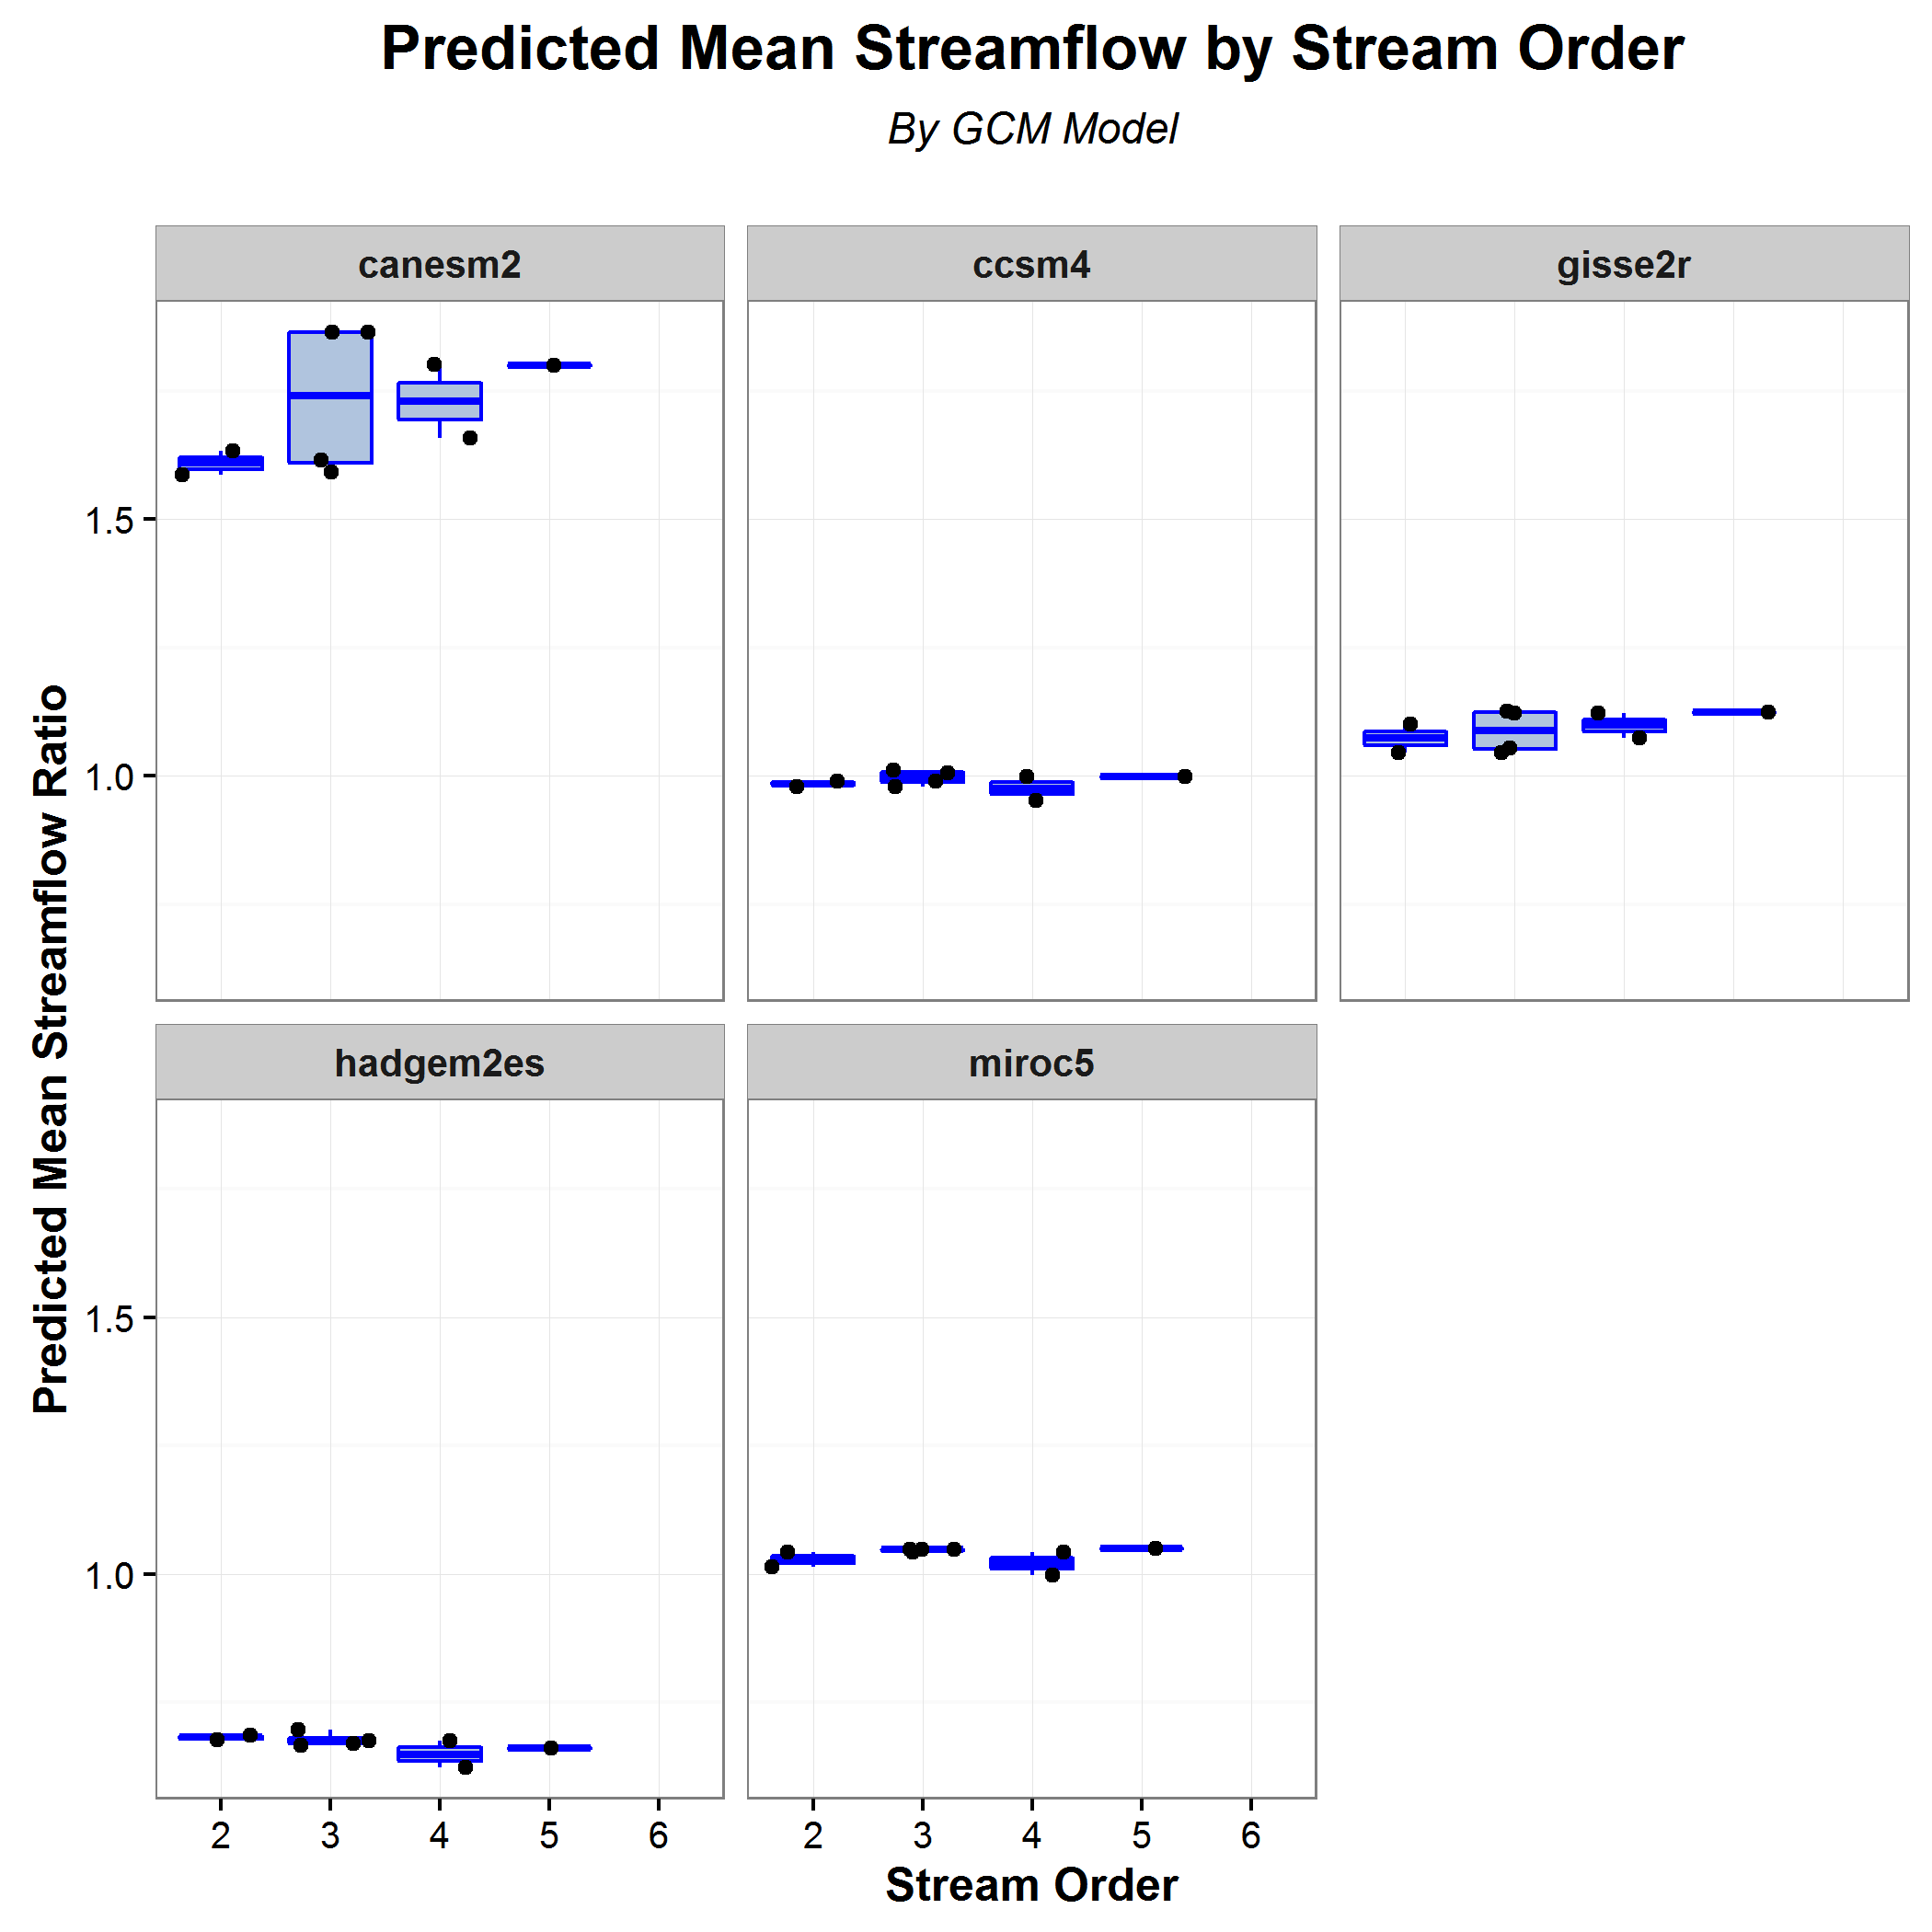 Predicted Mean Streamflow by Stream Order
By GCM Model
canesm2
ccsm4
gisse2r
1.5
1.0
Predicted Mean Streamflow Ratio
hadgem2es
miroc5
1.5
1.0
2 3 4 5 6
2 3 4 5 6
Stream Order